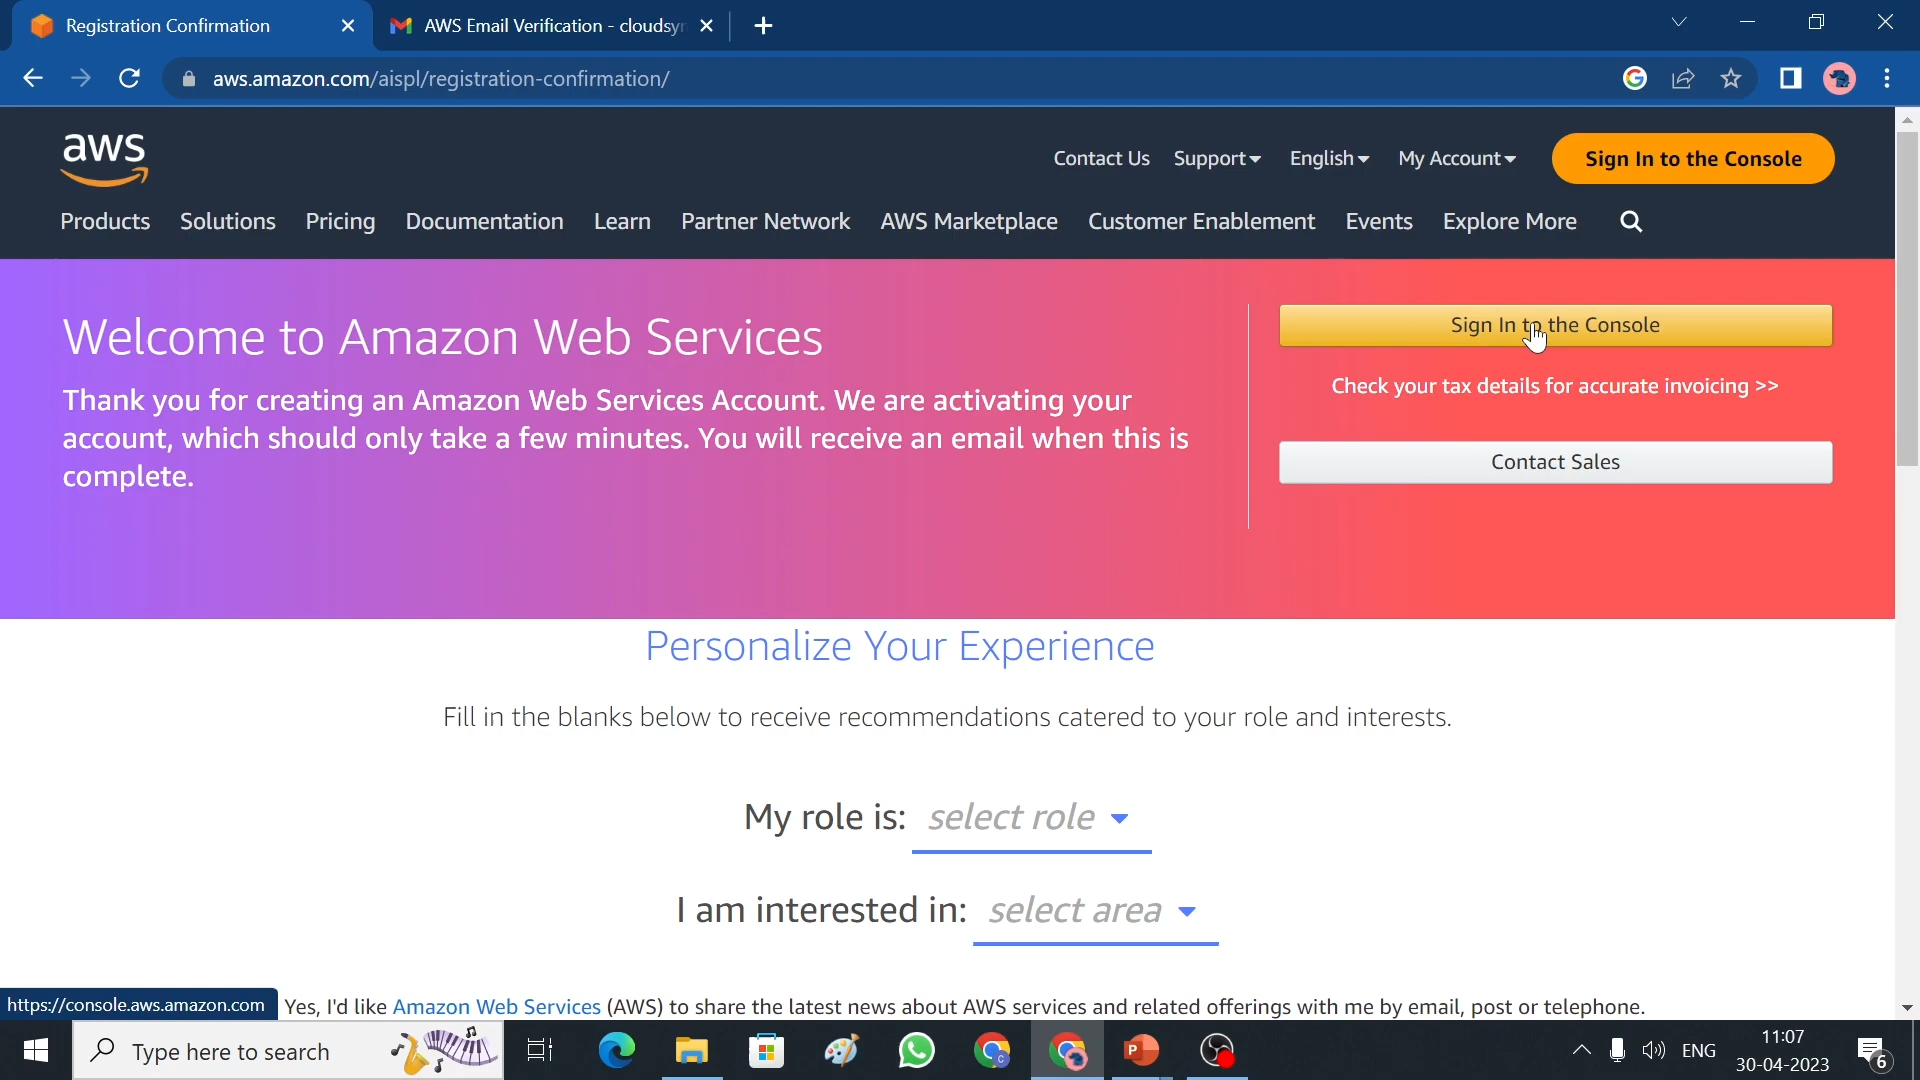 Registration Confirmation
AWS Email Verification - cloudsyn
aws.amazon.com/aispl/registration-confirmation/
aws
Contact Us Support English My Account Sign In to the Console
Products Solutions Pricing Documentation Learn Partner Network AWS Marketplace Customer Enablement Events Explore More
Welcome to Amazon Web Services
Thank you for creating an Amazon Web Services Account. We are activating your
account, which should only take a few minutes. You will receive an email when this is
complete.
Sign In to the Console
Check your tax details for accurate invoicing >>
Contact Sales
Personalize Your Experience
Fill in the blanks below to receive recommendations catered to your role and interests.
My role is: select role
I am interested in: select area
https://console.aws.amazon.com
Yes, I'd like Amazon Web Services (AWS) to share the latest news about AWS services and related offerings with me by email, post or telephone.
Type here to search
ENG
11:07
30-04-2023
6